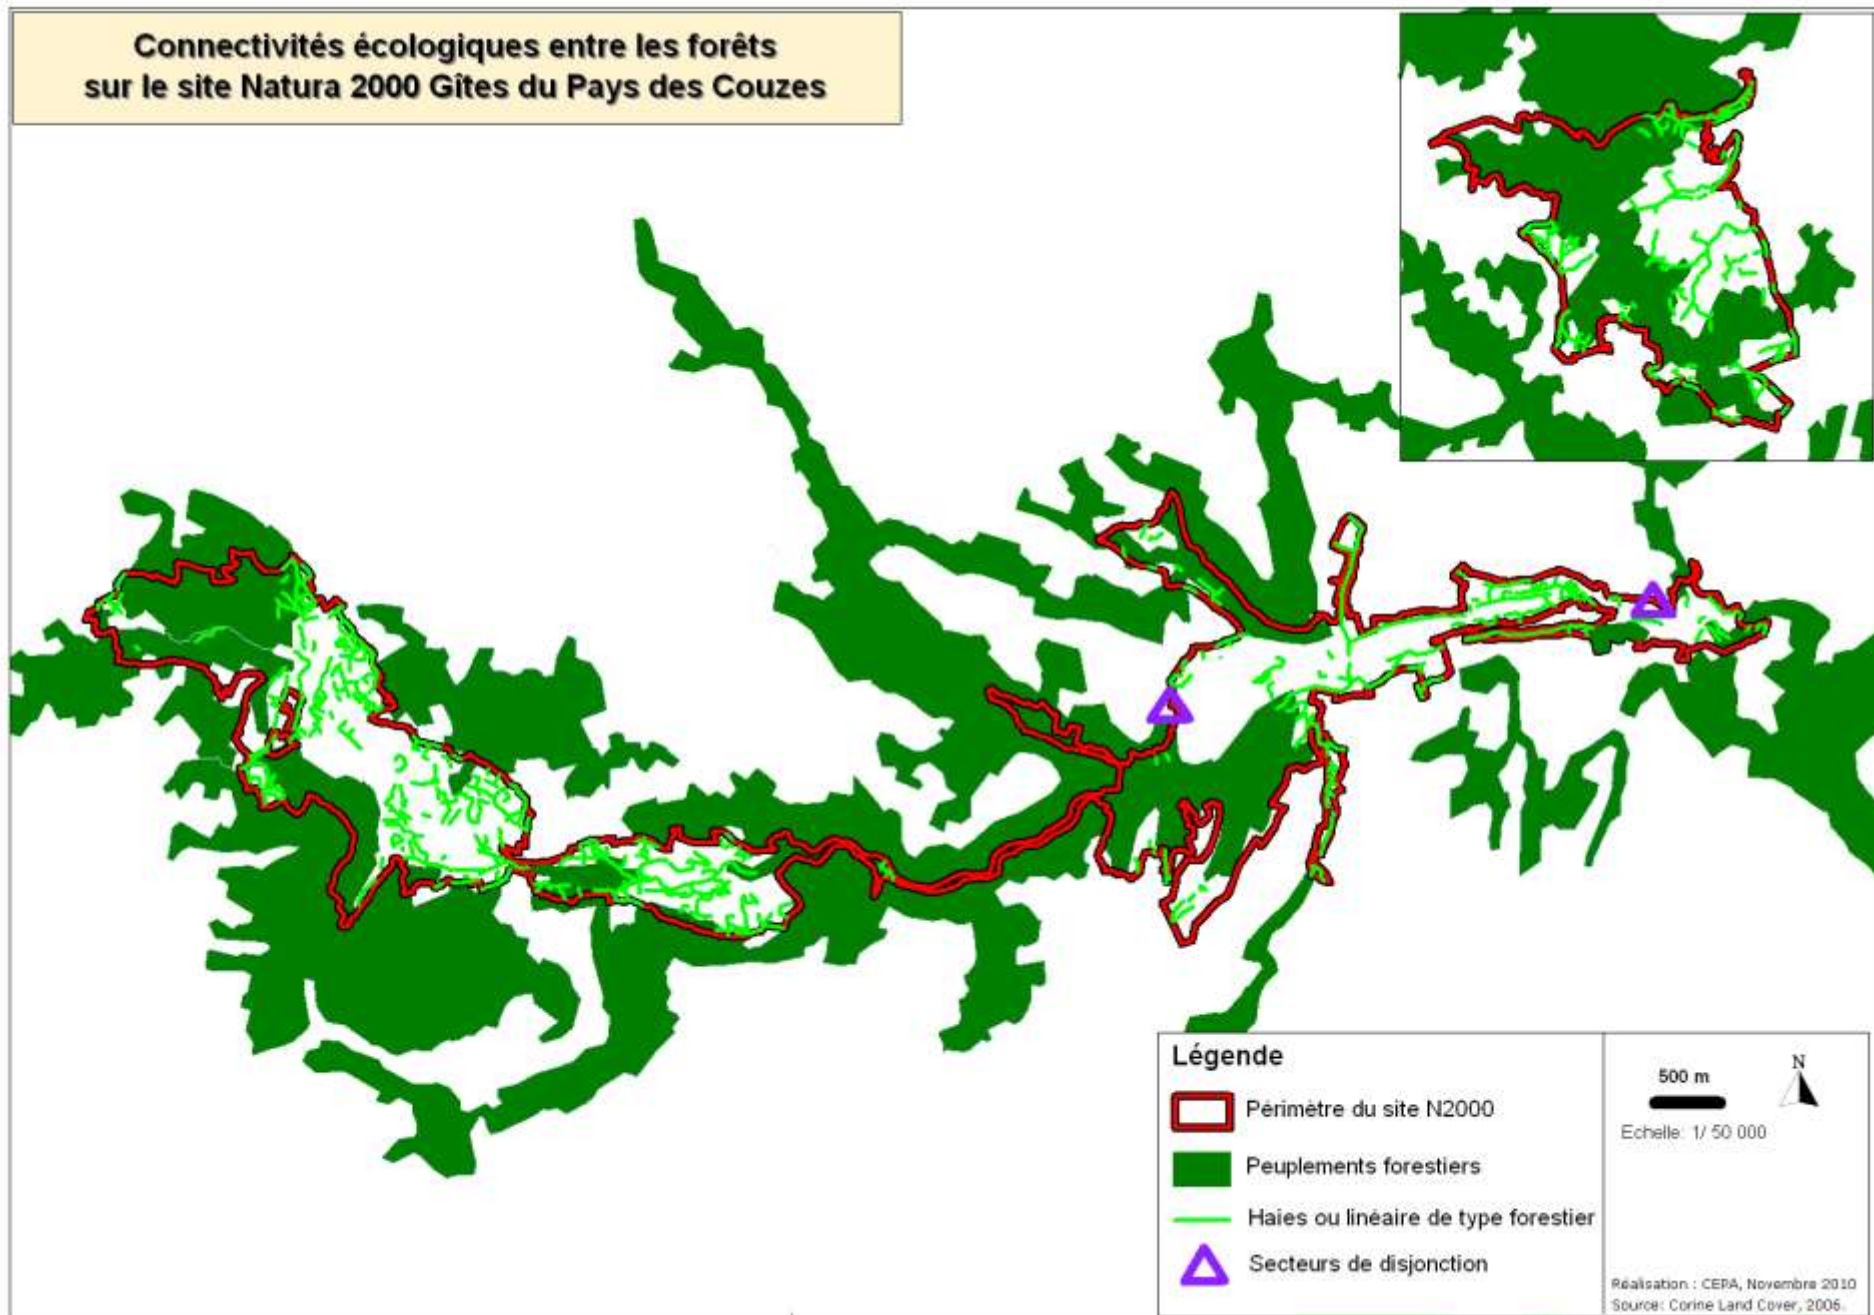 Connectivités écologiques entre les forêts
sur le site Natura 2000 Gîtes du Pays des Couzes
Légende
Périmètre du site N2000
Peuplements forestiers
Haies ou linéaire de type forestier
Secteurs de disjonction
500 m
N
Echelle: 1/ 50 000
Réalisation : CEPA, Novembre 2010
Source: Corine Land Cover, 2006.